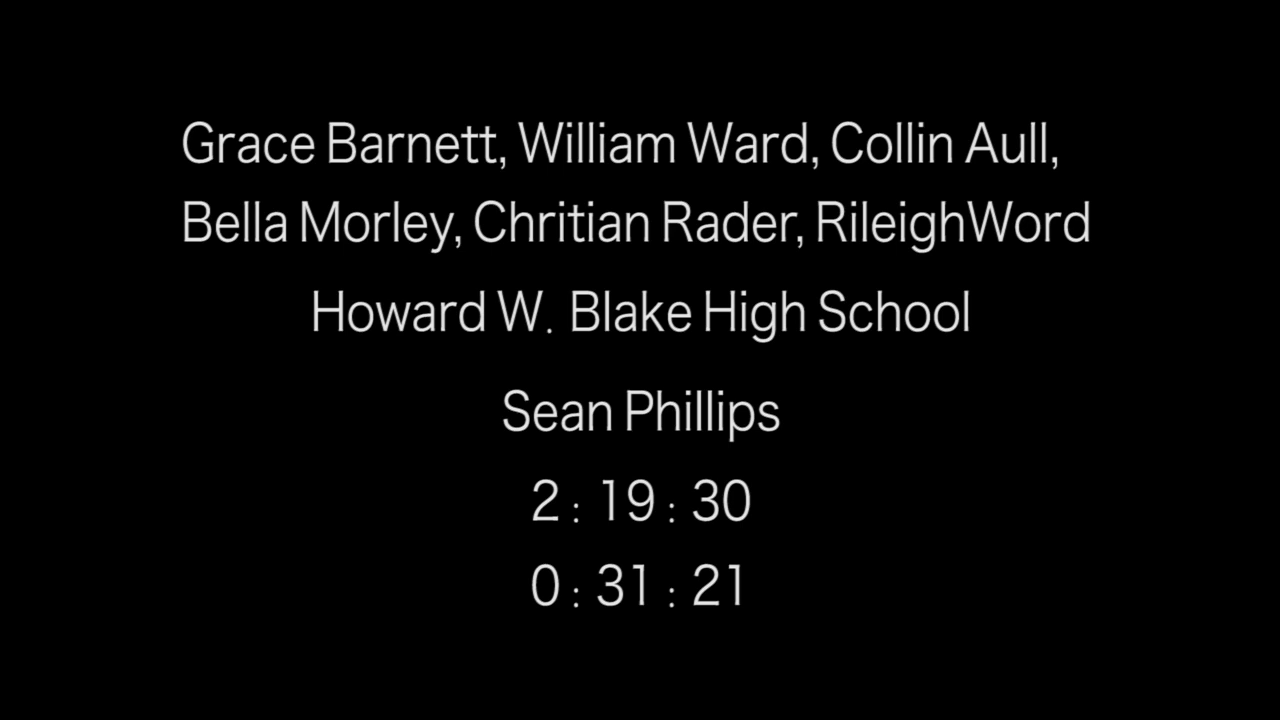 Grace Barnett, William Ward, Collin Aull,
Bella Morley, Chritian Rader, RileighWord
Howard W. Blake High School
Sean Phillips
2 : 19 : 30
0 : 31 : 21